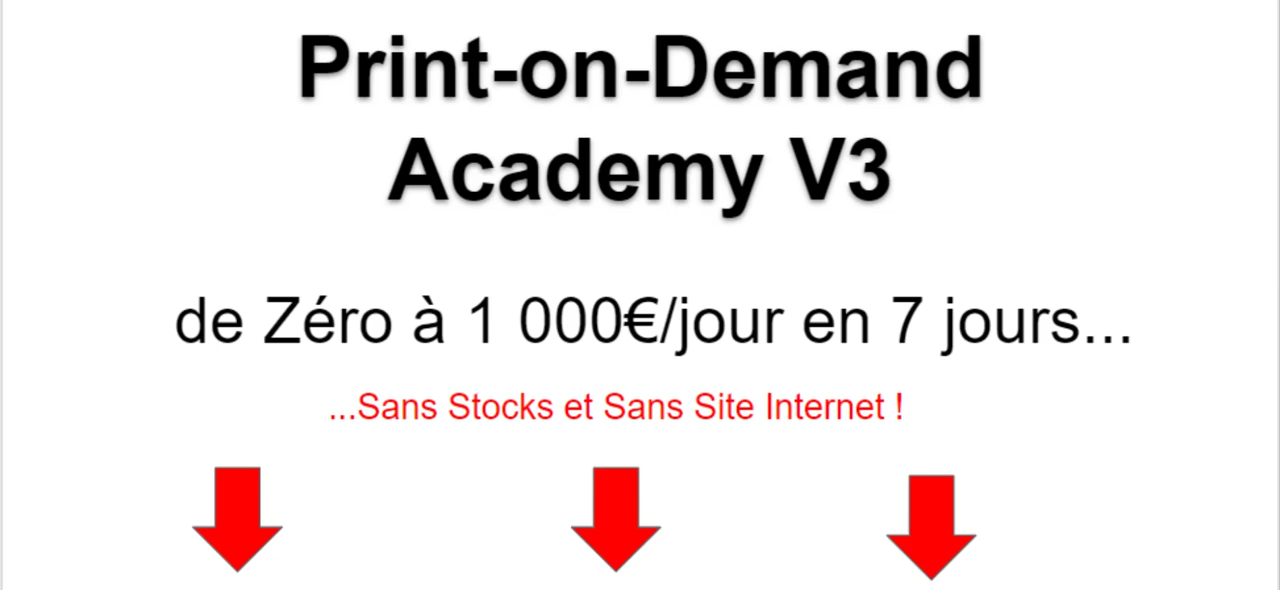 Print-on-Demand
Academy V3
de Zéro à 1 000€/jour en 7 jours...
...Sans Stocks et Sans Site Internet !